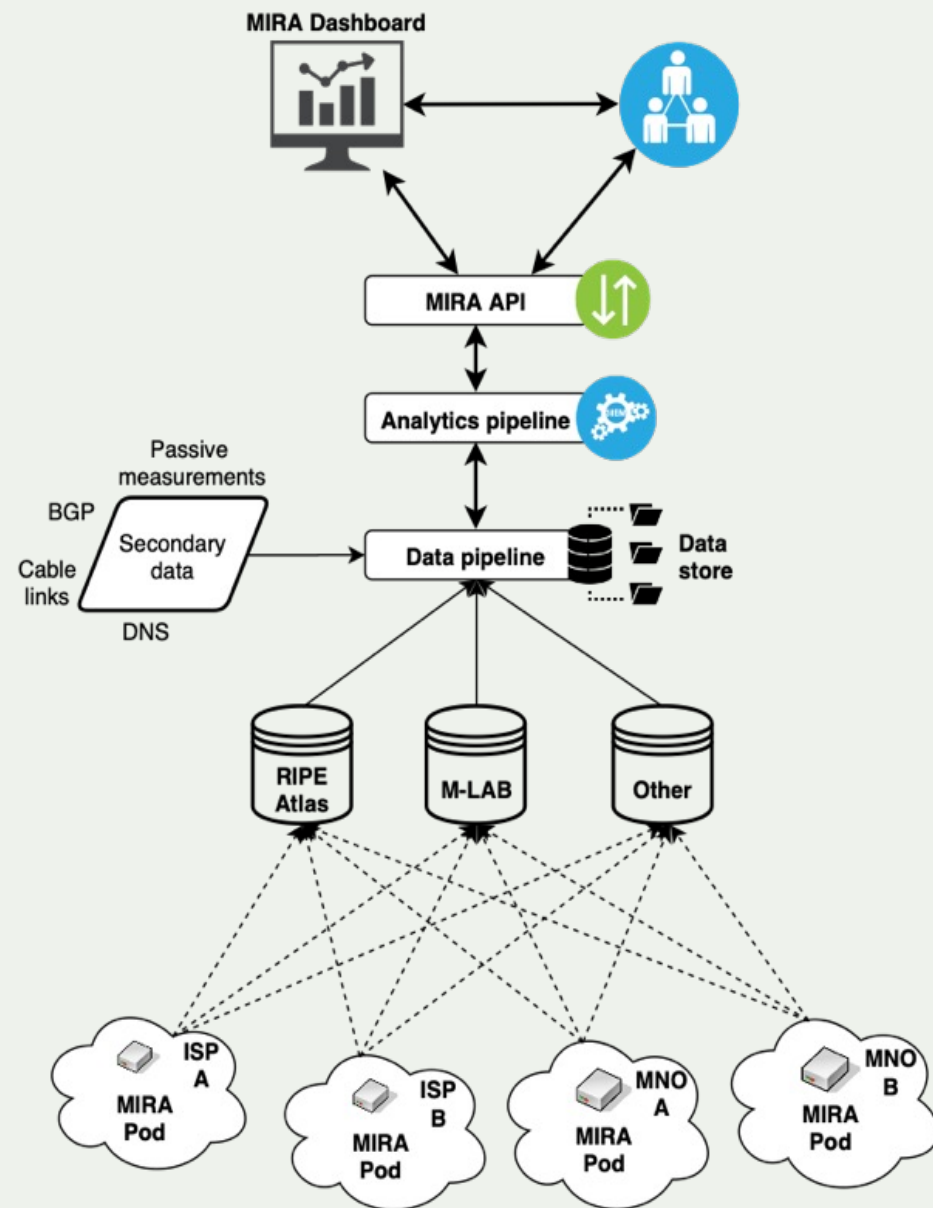 MIRA Dashboard
MIRA API
Analytics pipeline
Passive
measurements
BGP
Secondary
data
Cable
links
DNS
Data pipeline
Data
store
RIPE
Atlas
M-LAB
Other
ISP
A
MIRA
Pod
ISP
B
MIRA
Pod
MNO
A
MIRA
Pod
MNO
B
MIRA
Pod